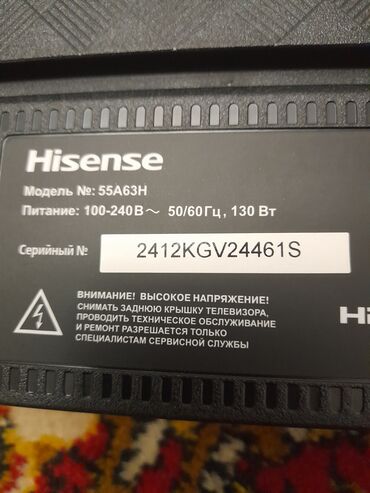 Hisense
Модель №: 55A63H
Питание: 100-240В ~ 50/60Гц, 130 Вт
Серийный № 2412KGV24461S
ВНИМАНИЕ! ВЫСОКОЕ НАПРЯЖЕНИЕ!
СНИМАТЬ ЗАДНЮЮ КРЫШКУ ТЕЛЕВИЗОРА,
ПРОВОДИТЬ ТЕХНИЧЕСКОЕ ОБСЛУЖИВАНИЕ
И РЕМОНТ РАЗРЕШАЕТСЯ ТОЛЬКО
СПЕЦИАЛИСТАМ СЕРВИСНОЙ СЛУЖБЫ